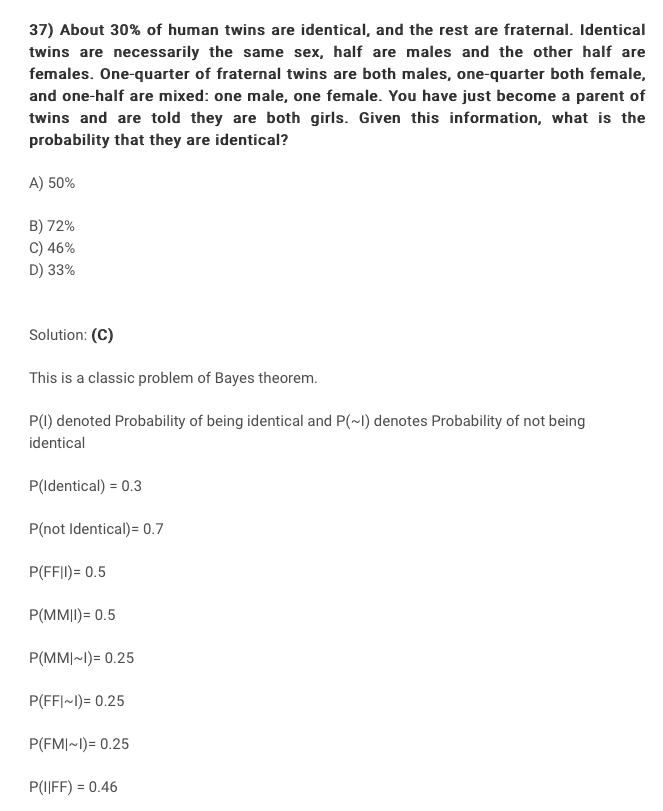 37) About 30% of human twins are identical, and the rest are fraternal. Identical
twins are necessarily the same sex, half are males and the other half are
females. One-quarter of fraternal twins are both males, one-quarter both female,
and one-half are mixed: one male, one female. You have just become a parent of
twins and are told they are both girls. Given this information, what is the
probability that they are identical?
A) 50%
B) 72%
C) 46%
D) 33%
Solution: (C)
This is a classic problem of Bayes theorem.
P(I) denoted Probability of being identical and P(~I) denotes Probability of not being
identical
P(Identical) = 0.3
P(not Identical)= 0.7
P(FF|I)= 0.5
P(MM|I)= 0.5
P(MM|~I)= 0.25
P(FF|~I)= 0.25
P(FM|~I)= 0.25
P(I|FF) = 0.46